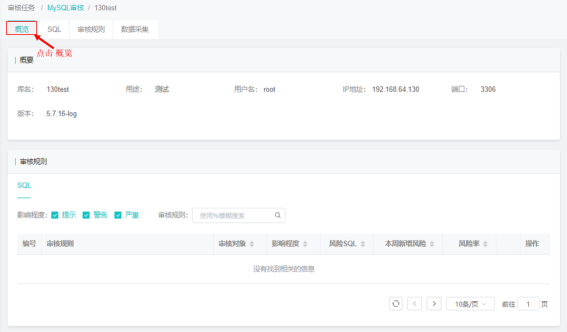 审核任务 / MySQL审核 / 130test
概览 SQL 审核规则 数据采集
点击 概览
概要
库名： 130test 用途： 测试 用户名： root IP地址： 192.168.64.130 端口： 3306
版本： 5.7.16-log
审核规则
SQL
影响程度： 提示 警告 严重 审核规则： 使用%模糊搜索
编号 审核规则 审核对象 影响程度 风险SQL 本周新增风险 风险率 操作
没有找到相关的信息
10条/页 前往 1 页